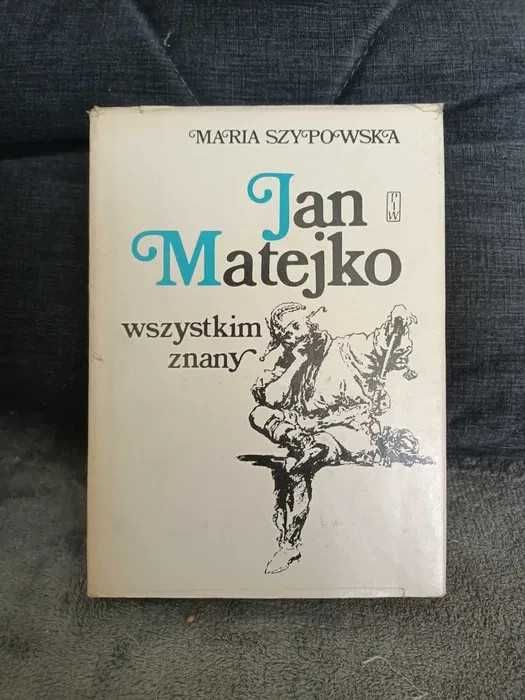 MARIA SZYPOWSKA
Jan
PIW
Matejko
wszystkim
znany